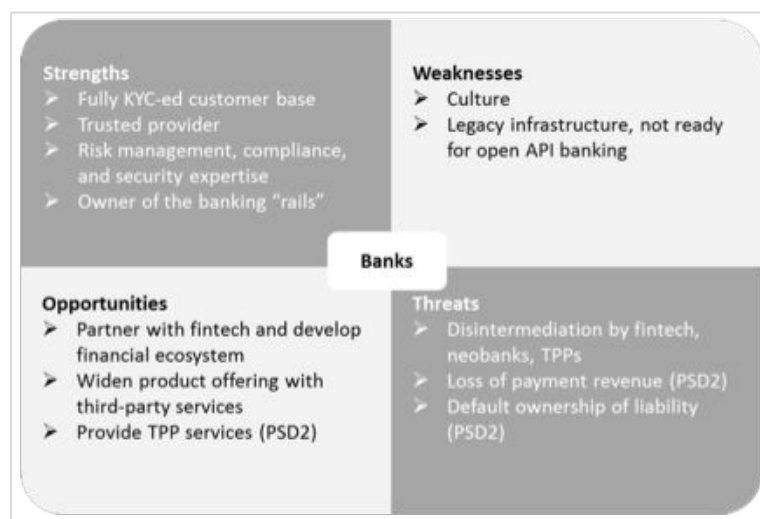 Strengths
➢ Fully KYC-ed customer base
➢ Trusted provider
➢ Risk management, compliance,
and security expertise
➢ Owner of the banking “rails”
Weaknesses
➢ Culture
➢ Legacy infrastructure, not ready
for open API banking
Banks
Opportunities
➢ Partner with fintech and develop
financial ecosystem
➢ Widen product offering with
third-party services
➢ Provide TPP services (PSD2)
Threats
➢ Disintermediation by fintech,
neobanks, TPPs
➢ Loss of payment revenue (PSD2)
➢ Default ownership of liability
(PSD2)